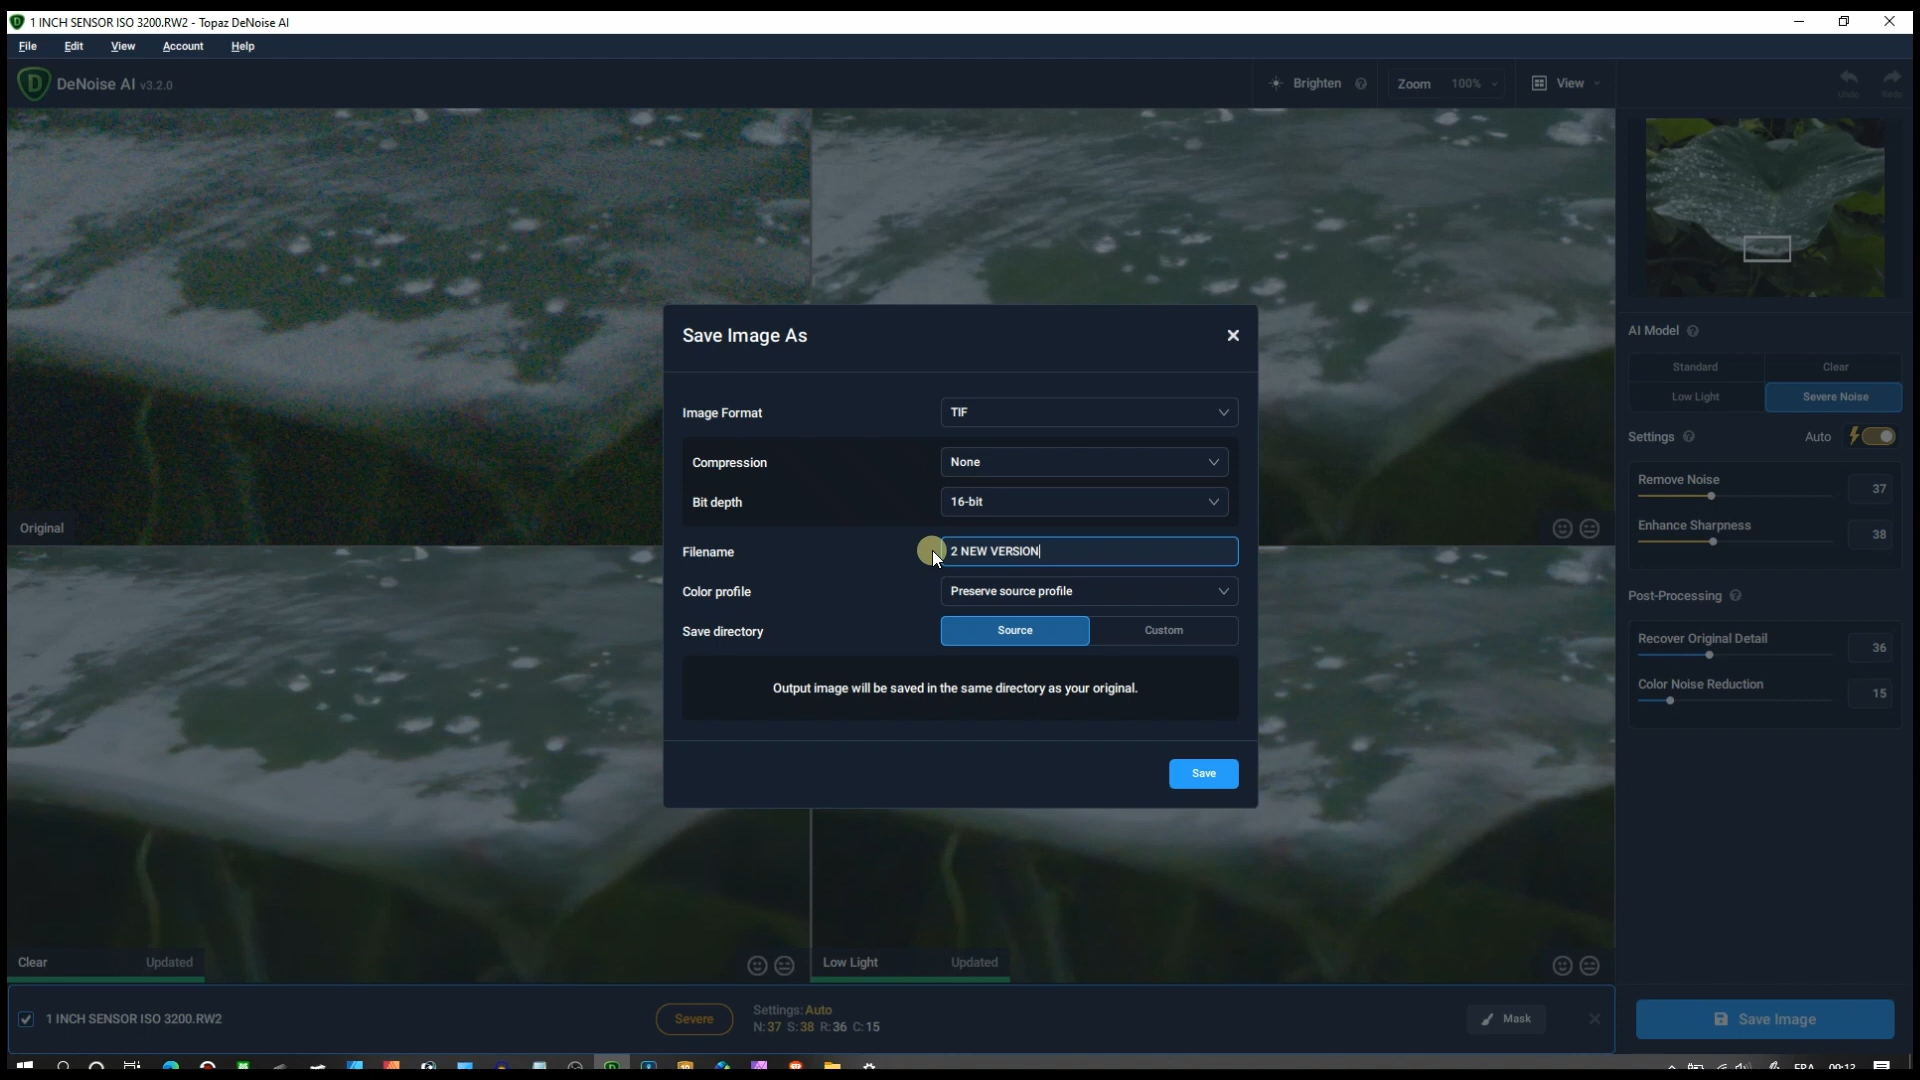 1 INCH SENSOR ISO 3200.RW2 - Topaz DeNoise AI
File Edit View Account Help
DeNoise AI v3.2.0
Brighten
Zoom 100%
View
Undo
Redo
Save Image As
Image Format TIF
Compression None
Bit depth 16-bit
Filename 2 NEW VERSION
Color profile Preserve source profile
Save directory Source Custom
Output image will be saved in the same directory as your original.
Save
Original
Clear Updated
Low Light Updated
AI Model
Standard Clear
Low Light Severe Noise
Settings Auto
Remove Noise 37
Enhance Sharpness 38
Post-Processing
Recover Original Detail 36
Color Noise Reduction 15
1 INCH SENSOR ISO 3200.RW2
Severe
Settings: Auto
N:37 S:38 R:36 C:15
Mask
Save Image
FRA 00:12